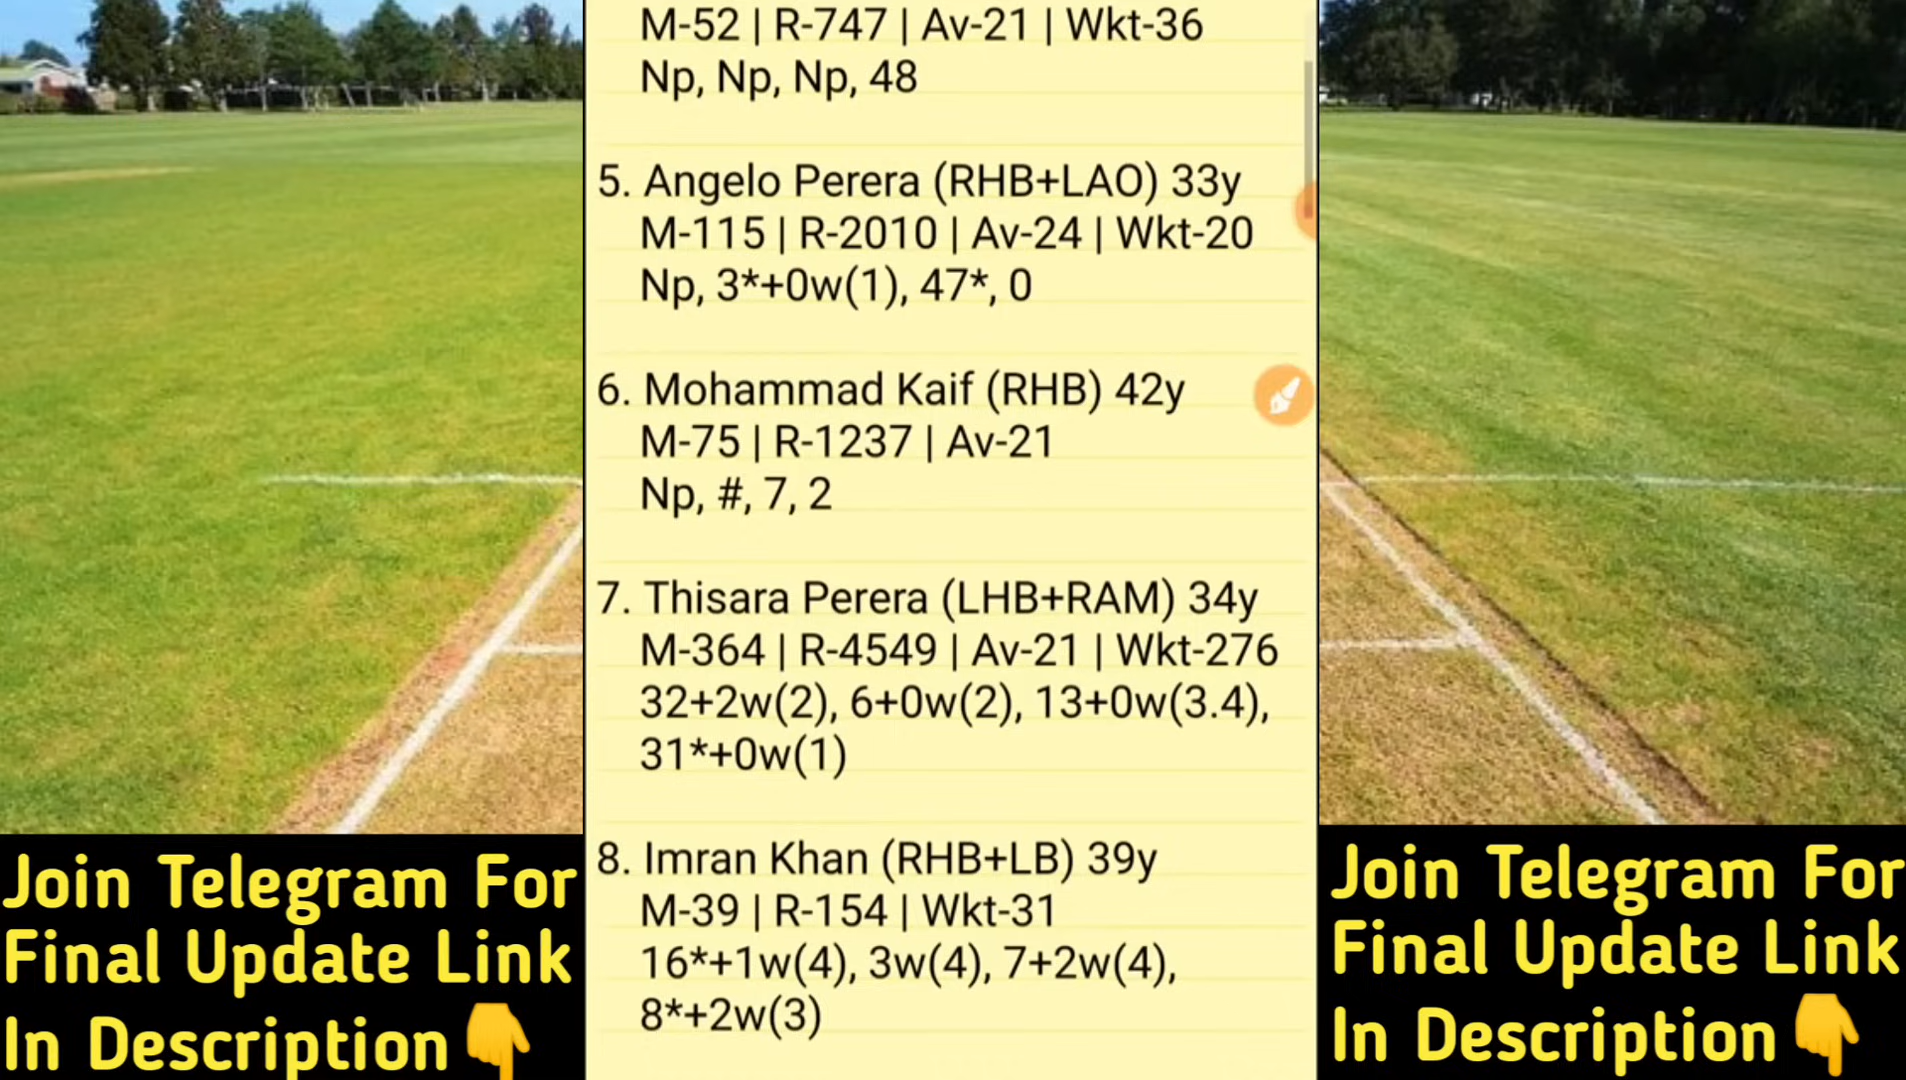 M-52 | R-747 | Av-21 | Wkt-36
Np, Np, Np, 48
5. Angelo Perera (RHB+LAO) 33y
M-115 | R-2010 | Av-24 | Wkt-20
Np, 3*+0w(1), 47*, 0
6. Mohammad Kaif (RHB) 42y
M-75 | R-1237 | Av-21
Np, #, 7, 2
7. Thisara Perera (LHB+RAM) 34y
M-364 | R-4549 | Av-21 | Wkt-276
32+2w(2), 6+0w(2), 13+0w(3.4),
31*+0w(1)
8. Imran Khan (RHB+LB) 39y
M-39 | R-154 | Wkt-31
16*+1w(4), 3w(4), 7+2w(4),
8*+2w(3)
Join Telegram For
Final Update Link
In Description👇
Join Telegram For
Final Update Link
In Description👇